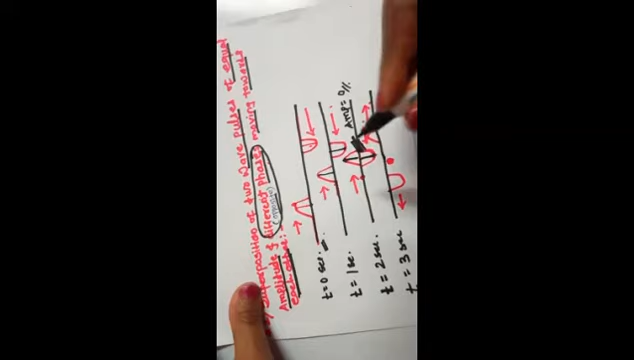 Superposition of two wave pulses of equal
Amplitude & different phases moving towards
(opposite)
each other:-
t=0 sec.
t = 1 sec.
Amp = 0//.
t = 2 sec.
t = 3 sec